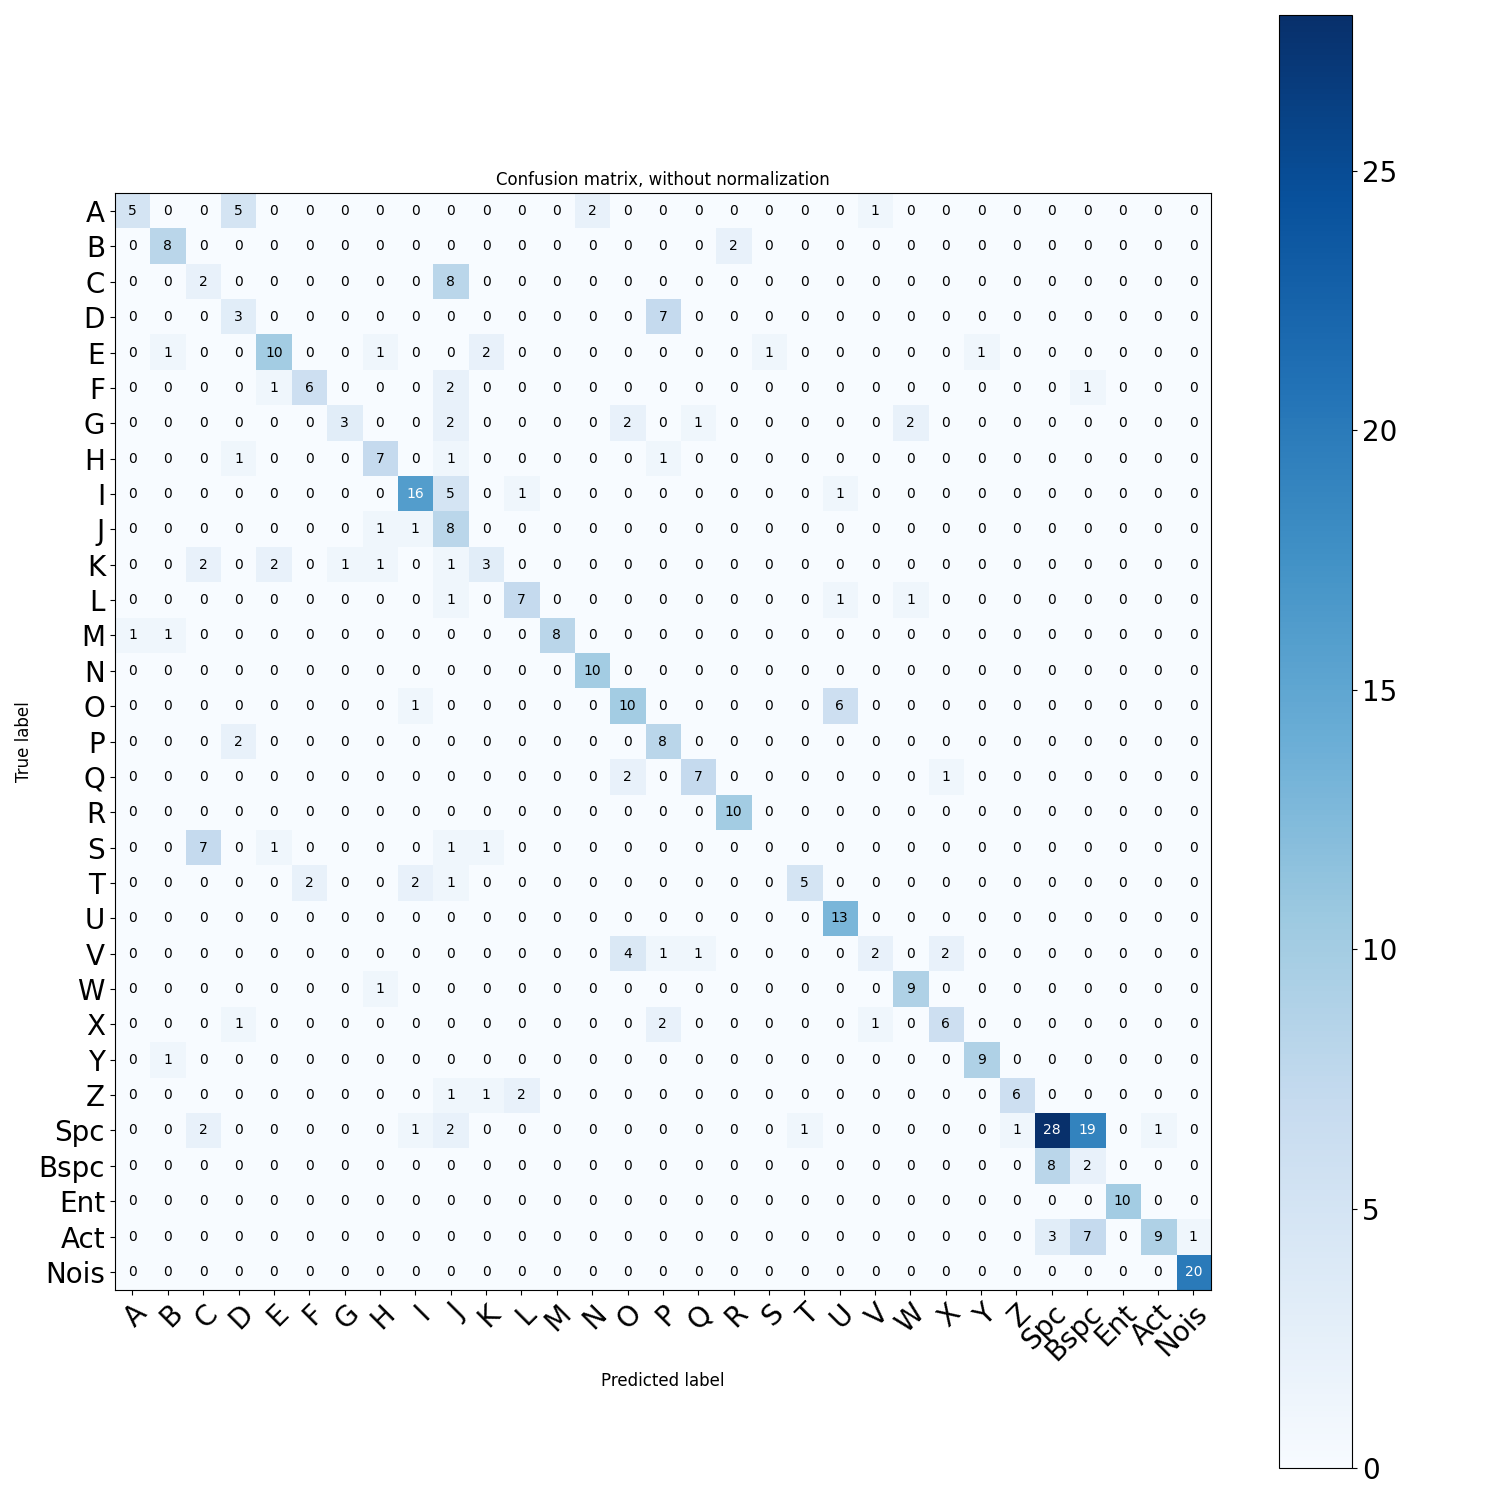 Confusion matrix, without normalization
A 5 0 0 5 0 0 0 0 0 0 0 0 0 2 0 0 0 0 0 0 0 1 0 0 0 0 0 0 0 0 0
B 0 8 0 0 0 0 0 0 0 0 0 0 0 0 0 0 0 2 0 0 0 0 0 0 0 0 0 0 0 0 0
C 0 0 2 0 0 0 0 0 0 8 0 0 0 0 0 0 0 0 0 0 0 0 0 0 0 0 0 0 0 0 0
D 0 0 0 3 0 0 0 0 0 0 0 0 0 0 0 7 0 0 0 0 0 0 0 0 0 0 0 0 0 0 0
E 0 1 0 0 10 0 0 1 0 0 2 0 0 0 0 0 0 0 1 0 0 0 0 0 1 0 0 0 0 0 0
F 0 0 0 0 1 6 0 0 0 2 0 0 0 0 0 0 0 0 0 0 0 0 0 0 0 0 0 1 0 0 0
G 0 0 0 0 0 0 3 0 0 2 0 0 0 0 2 0 1 0 0 0 0 0 2 0 0 0 0 0 0 0 0
H 0 0 0 1 0 0 0 7 0 1 0 0 0 0 0 1 0 0 0 0 0 0 0 0 0 0 0 0 0 0 0
I 0 0 0 0 0 0 0 0 16 5 0 1 0 0 0 0 0 0 0 0 1 0 0 0 0 0 0 0 0 0 0
J 0 0 0 0 0 0 0 1 1 8 0 0 0 0 0 0 0 0 0 0 0 0 0 0 0 0 0 0 0 0 0
K 0 0 2 0 2 0 1 1 0 1 3 0 0 0 0 0 0 0 0 0 0 0 0 0 0 0 0 0 0 0 0
L 0 0 0 0 0 0 0 0 0 1 0 7 0 0 0 0 0 0 0 0 1 0 1 0 0 0 0 0 0 0 0
M 1 1 0 0 0 0 0 0 0 0 0 0 8 0 0 0 0 0 0 0 0 0 0 0 0 0 0 0 0 0 0
N 0 0 0 0 0 0 0 0 0 0 0 0 0 10 0 0 0 0 0 0 0 0 0 0 0 0 0 0 0 0 0
O 0 0 0 0 0 0 0 0 1 0 0 0 0 0 10 0 0 0 0 0 6 0 0 0 0 0 0 0 0 0 0
P 0 0 0 2 0 0 0 0 0 0 0 0 0 0 0 8 0 0 0 0 0 0 0 0 0 0 0 0 0 0 0
Q 0 0 0 0 0 0 0 0 0 0 0 0 0 0 2 0 7 0 0 0 0 0 0 1 0 0 0 0 0 0 0
R 0 0 0 0 0 0 0 0 0 0 0 0 0 0 0 0 0 10 0 0 0 0 0 0 0 0 0 0 0 0 0
S 0 0 7 0 1 0 0 0 0 1 1 0 0 0 0 0 0 0 0 0 0 0 0 0 0 0 0 0 0 0 0
T 0 0 0 0 0 2 0 0 2 1 0 0 0 0 0 0 0 0 0 5 0 0 0 0 0 0 0 0 0 0 0
U 0 0 0 0 0 0 0 0 0 0 0 0 0 0 0 0 0 0 0 0 13 0 0 0 0 0 0 0 0 0 0
V 0 0 0 0 0 0 0 0 0 0 0 0 0 0 4 1 1 0 0 0 0 2 0 2 0 0 0 0 0 0 0
W 0 0 0 0 0 0 0 1 0 0 0 0 0 0 0 0 0 0 0 0 0 0 9 0 0 0 0 0 0 0 0
X 0 0 0 1 0 0 0 0 0 0 0 0 0 0 0 2 0 0 0 0 0 1 0 6 0 0 0 0 0 0 0
Y 0 1 0 0 0 0 0 0 0 0 0 0 0 0 0 0 0 0 0 0 0 0 0 0 9 0 0 0 0 0 0
Z 0 0 0 0 0 0 0 0 0 1 1 2 0 0 0 0 0 0 0 0 0 0 0 0 0 6 0 0 0 0 0
Spc 0 0 2 0 0 0 0 0 1 2 0 0 0 0 0 0 0 0 0 1 0 0 0 0 0 1 28 19 0 1 0
Bspc 0 0 0 0 0 0 0 0 0 0 0 0 0 0 0 0 0 0 0 0 0 0 0 0 0 0 8 2 0 0 0
Ent 0 0 0 0 0 0 0 0 0 0 0 0 0 0 0 0 0 0 0 0 0 0 0 0 0 0 0 0 10 0 0
Act 0 0 0 0 0 0 0 0 0 0 0 0 0 0 0 0 0 0 0 0 0 0 0 0 0 0 3 7 0 9 1
Nois 0 0 0 0 0 0 0 0 0 0 0 0 0 0 0 0 0 0 0 0 0 0 0 0 0 0 0 0 0 0 20
A B C D E F G H I J K L M N O P Q R S T U V W X Y Z Spc Bspc Ent Act Nois
Predicted label
True label
25
20
15
10
5
0